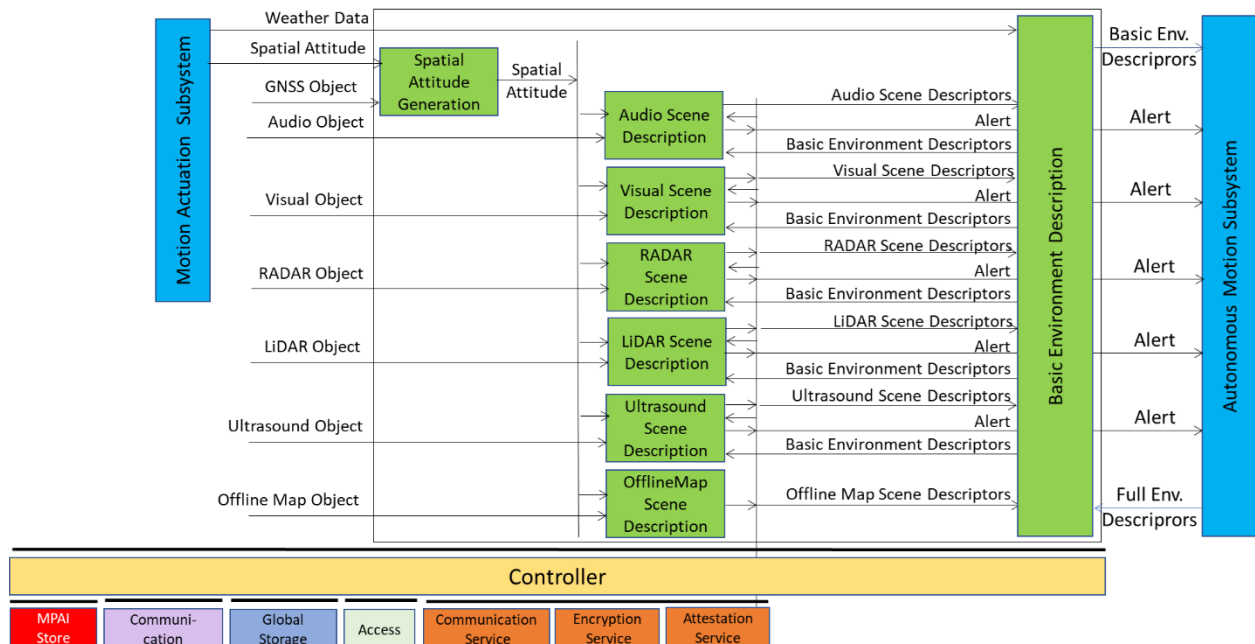 Weather Data
Spatial Attitude
GNSS Object
Audio Object
Visual Object
RADAR Object
LiDAR Object
Ultrasound Object
Offline Map Object
Motion Actuation Subsystem
Spatial
Attitude
Generation
Spatial
Attitude
Audio Scene
Description
Visual Scene
Description
RADAR
Scene
Description
LiDAR Scene
Description
Ultrasound
Scene
Description
OfflineMap
Scene
Description
Audio Scene Descriptors
Alert
Basic Environment Descriptors
Visual Scene Descriptors
Alert
Basic Environment Descriptors
RADAR Scene Descriptors
Alert
Basic Environment Descriptors
LiDAR Scene Descriptors
Alert
Basic Environment Descriptors
Ultrasound Scene Descriptors
Alert
Basic Environment Descriptors
Offline Map Scene Descriptors
Basic Environment Description
Basic Env.
Descriprors
Alert
Alert
Alert
Alert
Alert
Full Env.
Descriprors
Autonomous Motion Subsystem
Controller
MPAI
Store
Communi-
cation
Global
Storage
Access
Communication
Service
Encryption
Service
Attestation
Service